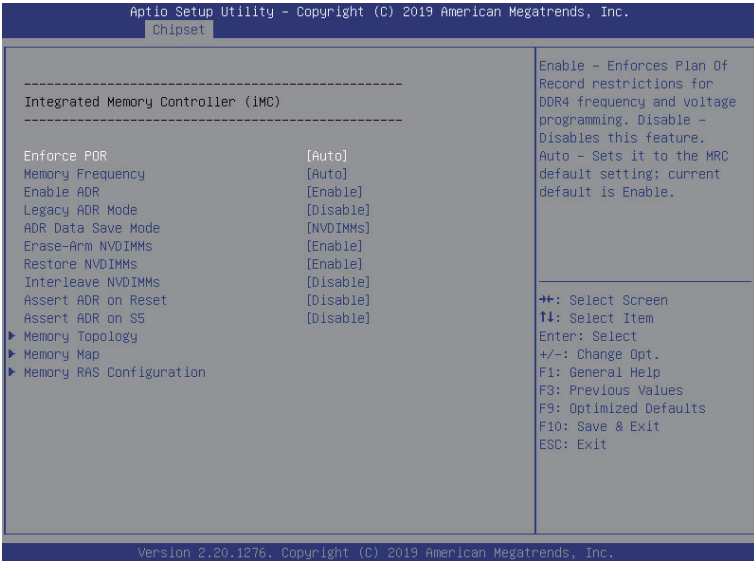 Aptio Setup Utility – Copyright (C) 2019 American Megatrends, Inc.
Chipset
------------------------------------------------
Integrated Memory Controller (iMC)
------------------------------------------------
Enforce POR [Auto]
Memory Frequency [Auto]
Enable ADR [Enable]
Legacy ADR Mode [Disable]
ADR Data Save Mode [NVDIMMs]
Erase-Arm NVDIMMs [Enable]
Restore NVDIMMs [Enable]
Interleave NVDIMMs [Disable]
Assert ADR on Reset [Disable]
Assert ADR on S5 [Disable]
Memory Topology
Memory Map
Memory RAS Configuration
Enable – Enforces Plan Of
Record restrictions for
DDR4 frequency and voltage
programming. Disable –
Disables this feature.
Auto – Sets it to the MRC
default setting; current
default is Enable.
→←: Select Screen
↑↓: Select Item
Enter: Select
+/-: Change Opt.
F1: General Help
F3: Previous Values
F9: Optimized Defaults
F10: Save & Exit
ESC: Exit
Version 2.20.1276. Copyright (C) 2019 American Megatrends, Inc.